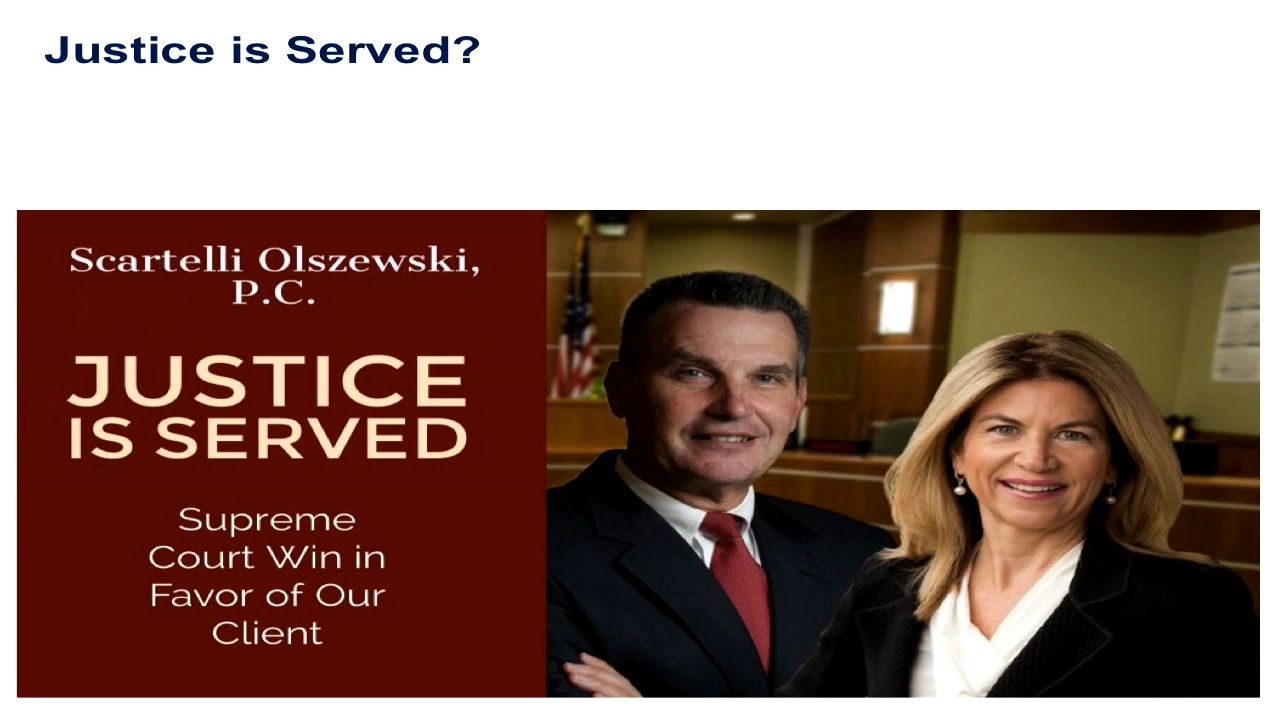 Justice is Served?
Scartelli Olszewski,
P.C.
JUSTICE
IS SERVED
Supreme
Court Win in
Favor of Our
Client